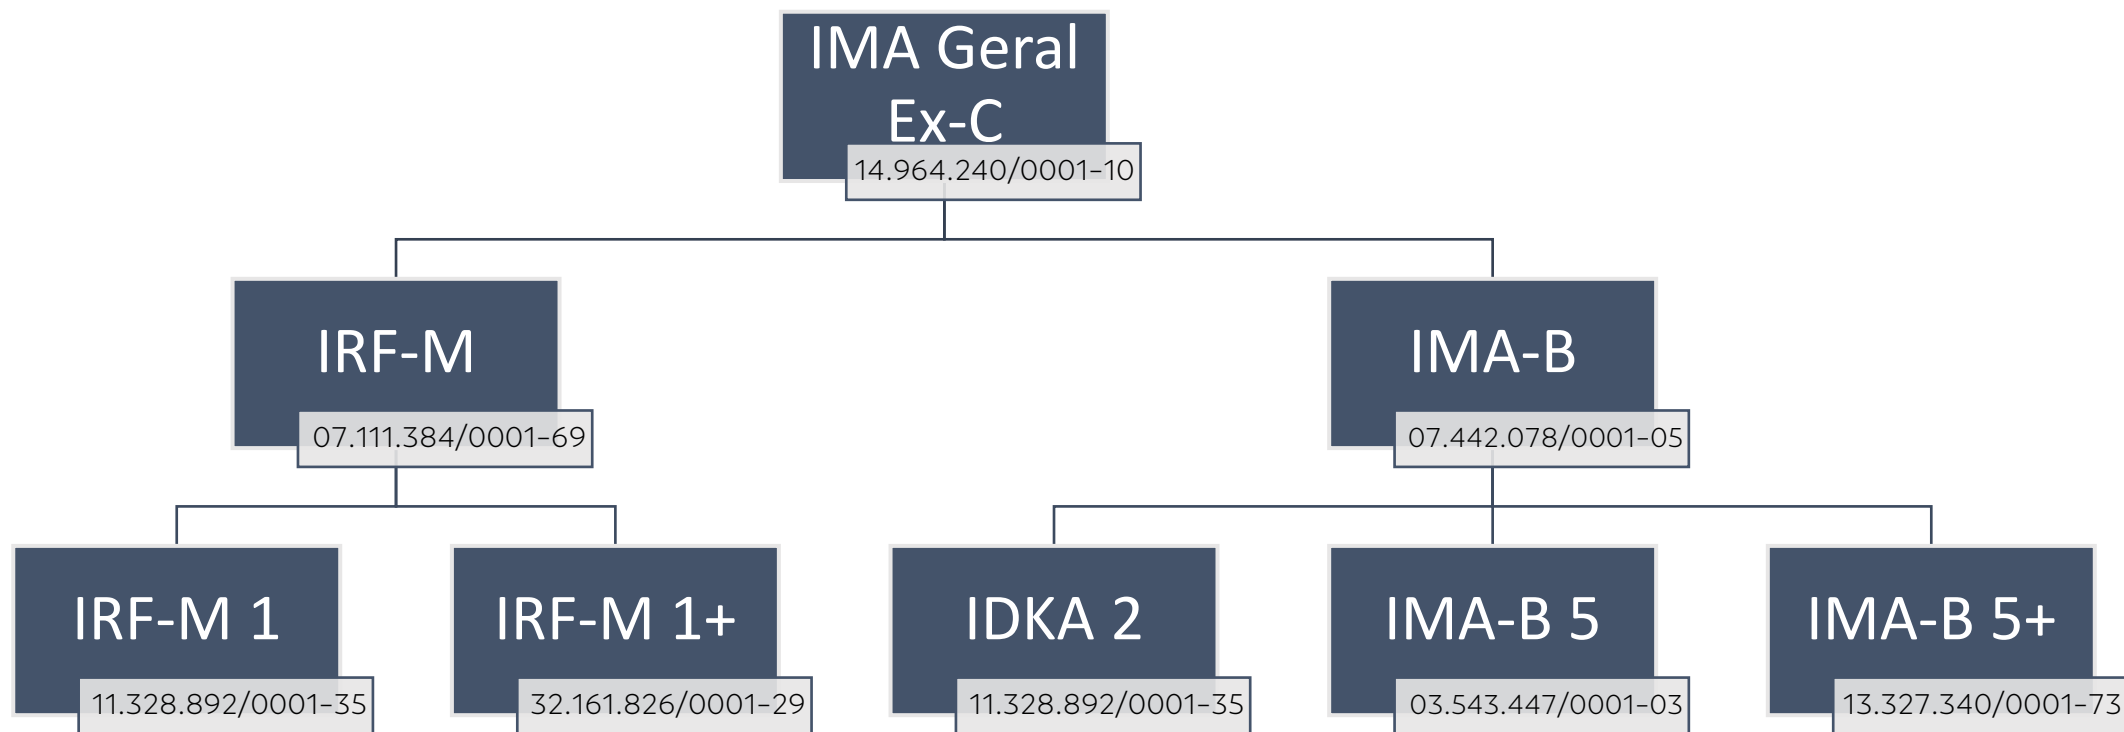 IMA Geral
Ex-C
14.964.240/0001-10
IRF-M
07.111.384/0001-69
IMA-B
07.442.078/0001-05
IRF-M 1
11.328.892/0001-35
IRF-M 1+
32.161.826/0001-29
IDKA 2
11.328.892/0001-35
IMA-B 5
03.543.447/0001-03
IMA-B 5+
13.327.340/0001-73